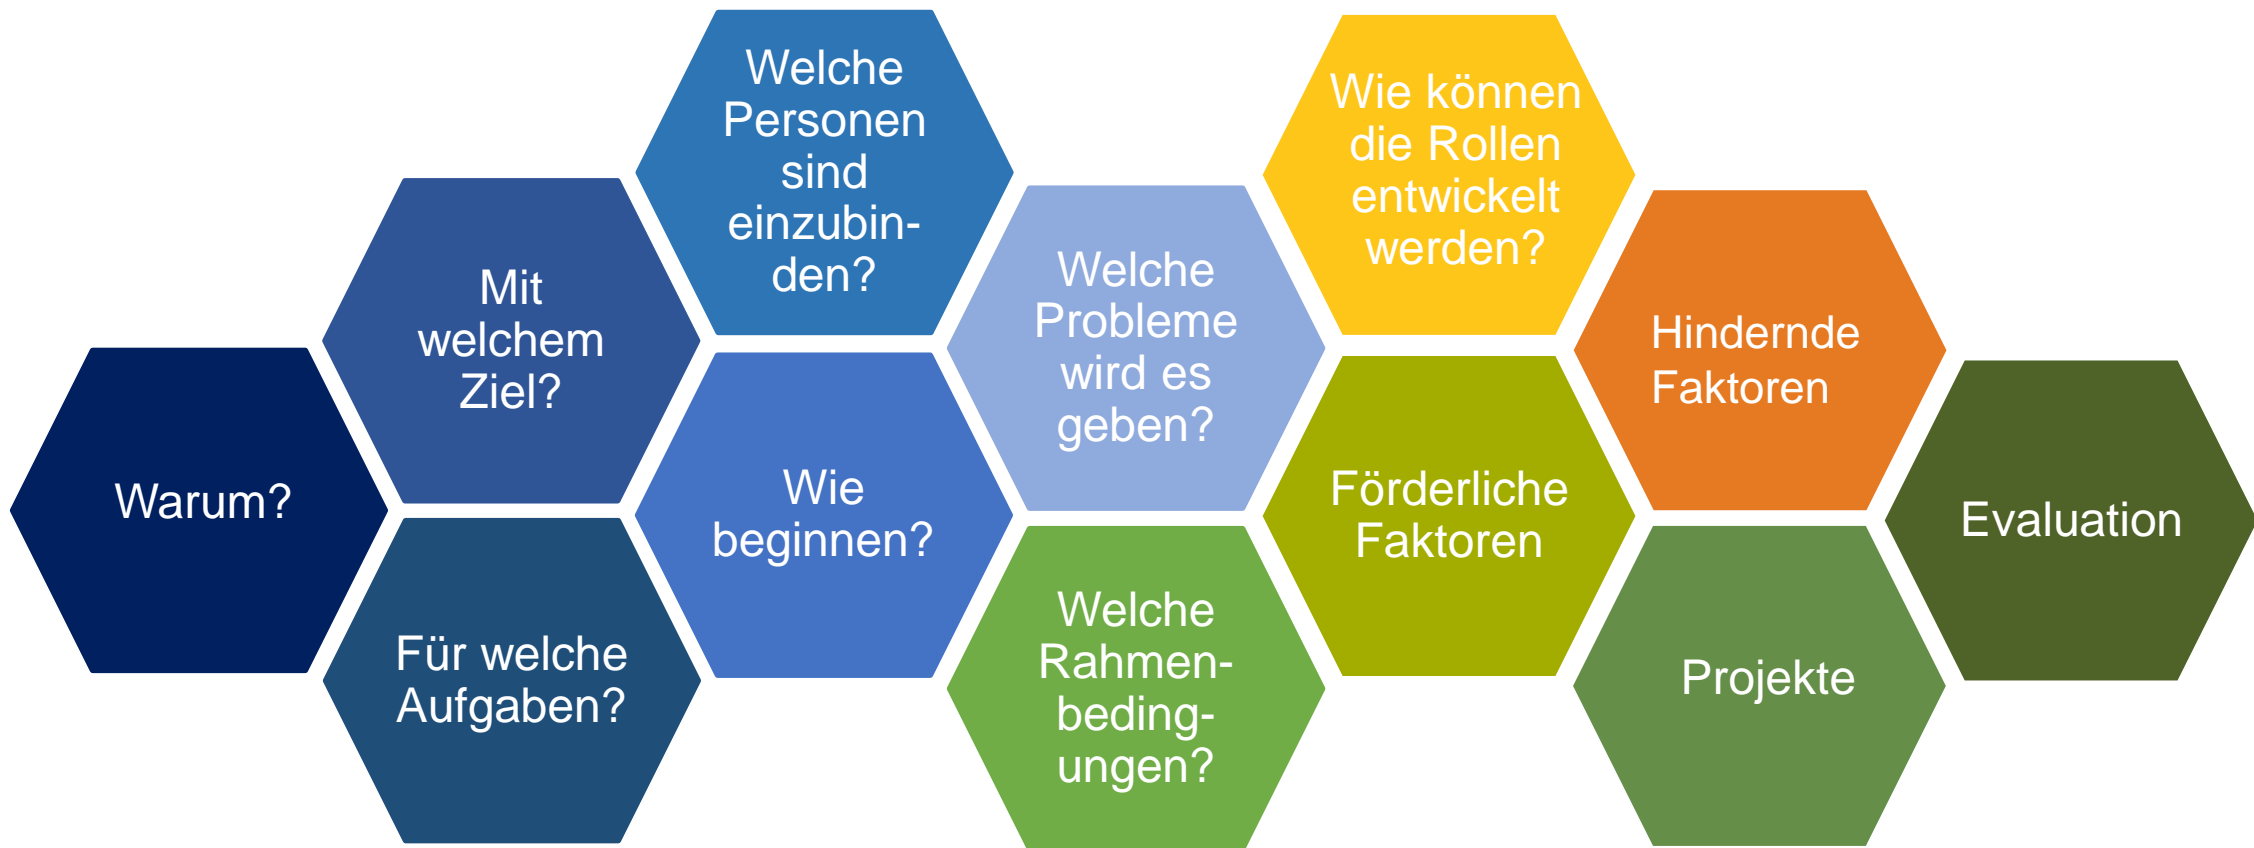 Warum?
Mit
welchem
Ziel?
Für welche
Aufgaben?
Welche
Personen
sind
einzubin-
den?
Wie
beginnen?
Welche
Probleme
wird es
geben?
Welche
Rahmen-
beding-
ungen?
Wie können
die Rollen
entwickelt
werden?
Förderliche
Faktoren
Hindernde
Faktoren
Projekte
Evaluation